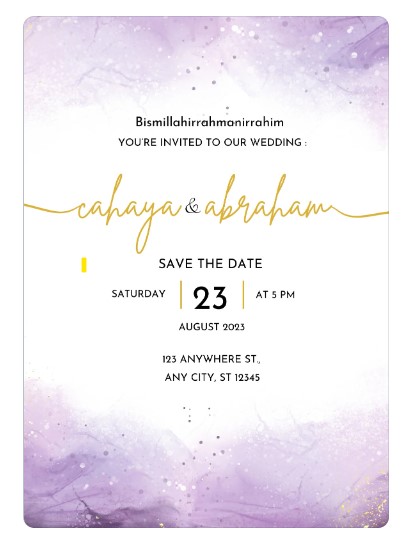 Bismillahirrahmanirrahim
YOU'RE INVITED TO OUR WEDDING :
cahaya & abraham
SAVE THE DATE
SATURDAY 23 AT 5 PM
AUGUST 2023
123 ANYWHERE ST.,
ANY CITY, ST 12345